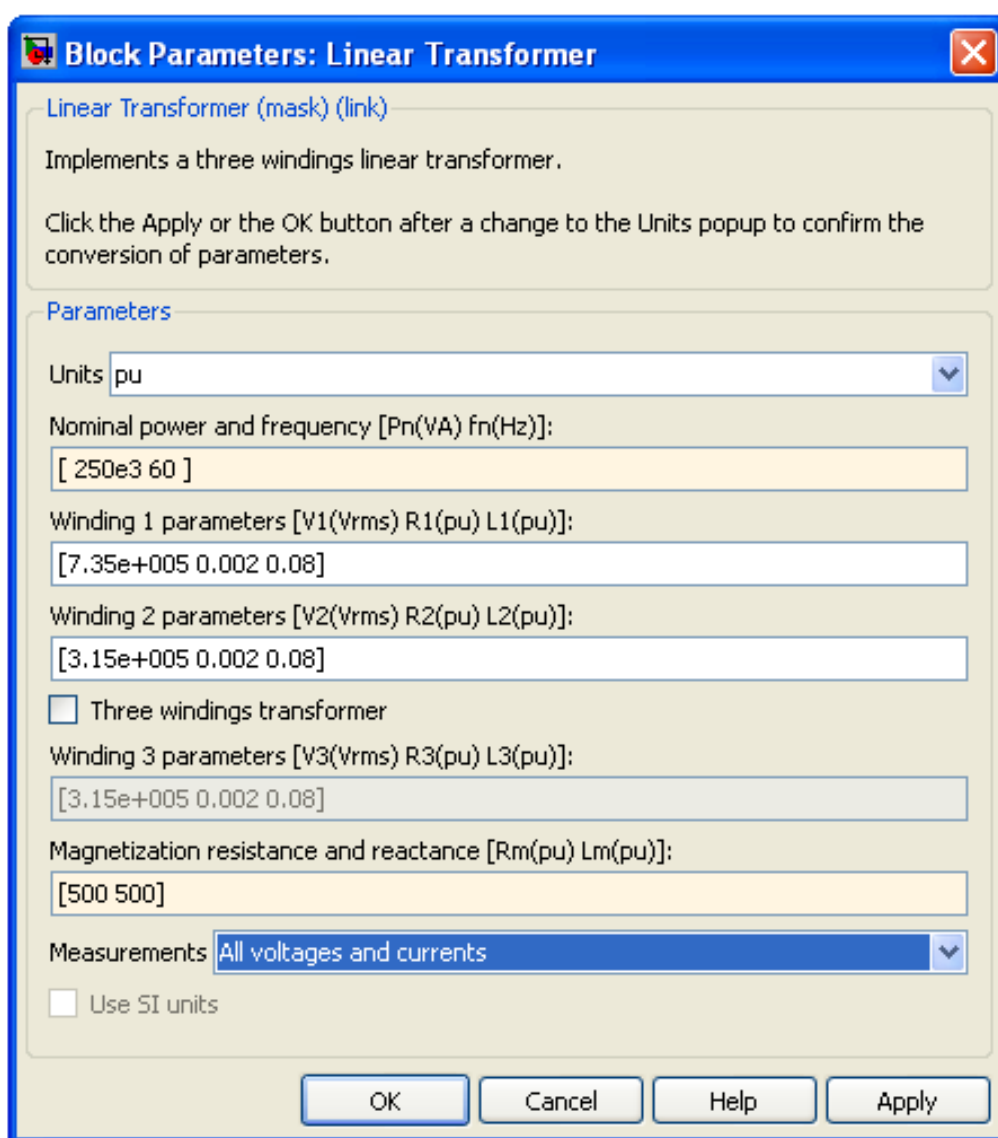 Block Parameters: Linear Transformer
Linear Transformer (mask) (link)
Implements a three windings linear transformer.
Click the Apply or the OK button after a change to the Units popup to confirm the
conversion of parameters.
Parameters
Units pu
Nominal power and frequency [Pn(VA) fn(Hz)]:
[ 250e3 60 ]
Winding 1 parameters [V1(Vrms) R1(pu) L1(pu)]:
[7.35e+005 0.002 0.08]
Winding 2 parameters [V2(Vrms) R2(pu) L2(pu)]:
[3.15e+005 0.002 0.08]
Three windings transformer
Winding 3 parameters [V3(Vrms) R3(pu) L3(pu)]:
[3.15e+005 0.002 0.08]
Magnetization resistance and reactance [Rm(pu) Lm(pu)]:
[500 500]
Measurements All voltages and currents
Use SI units
OK Cancel Help Apply